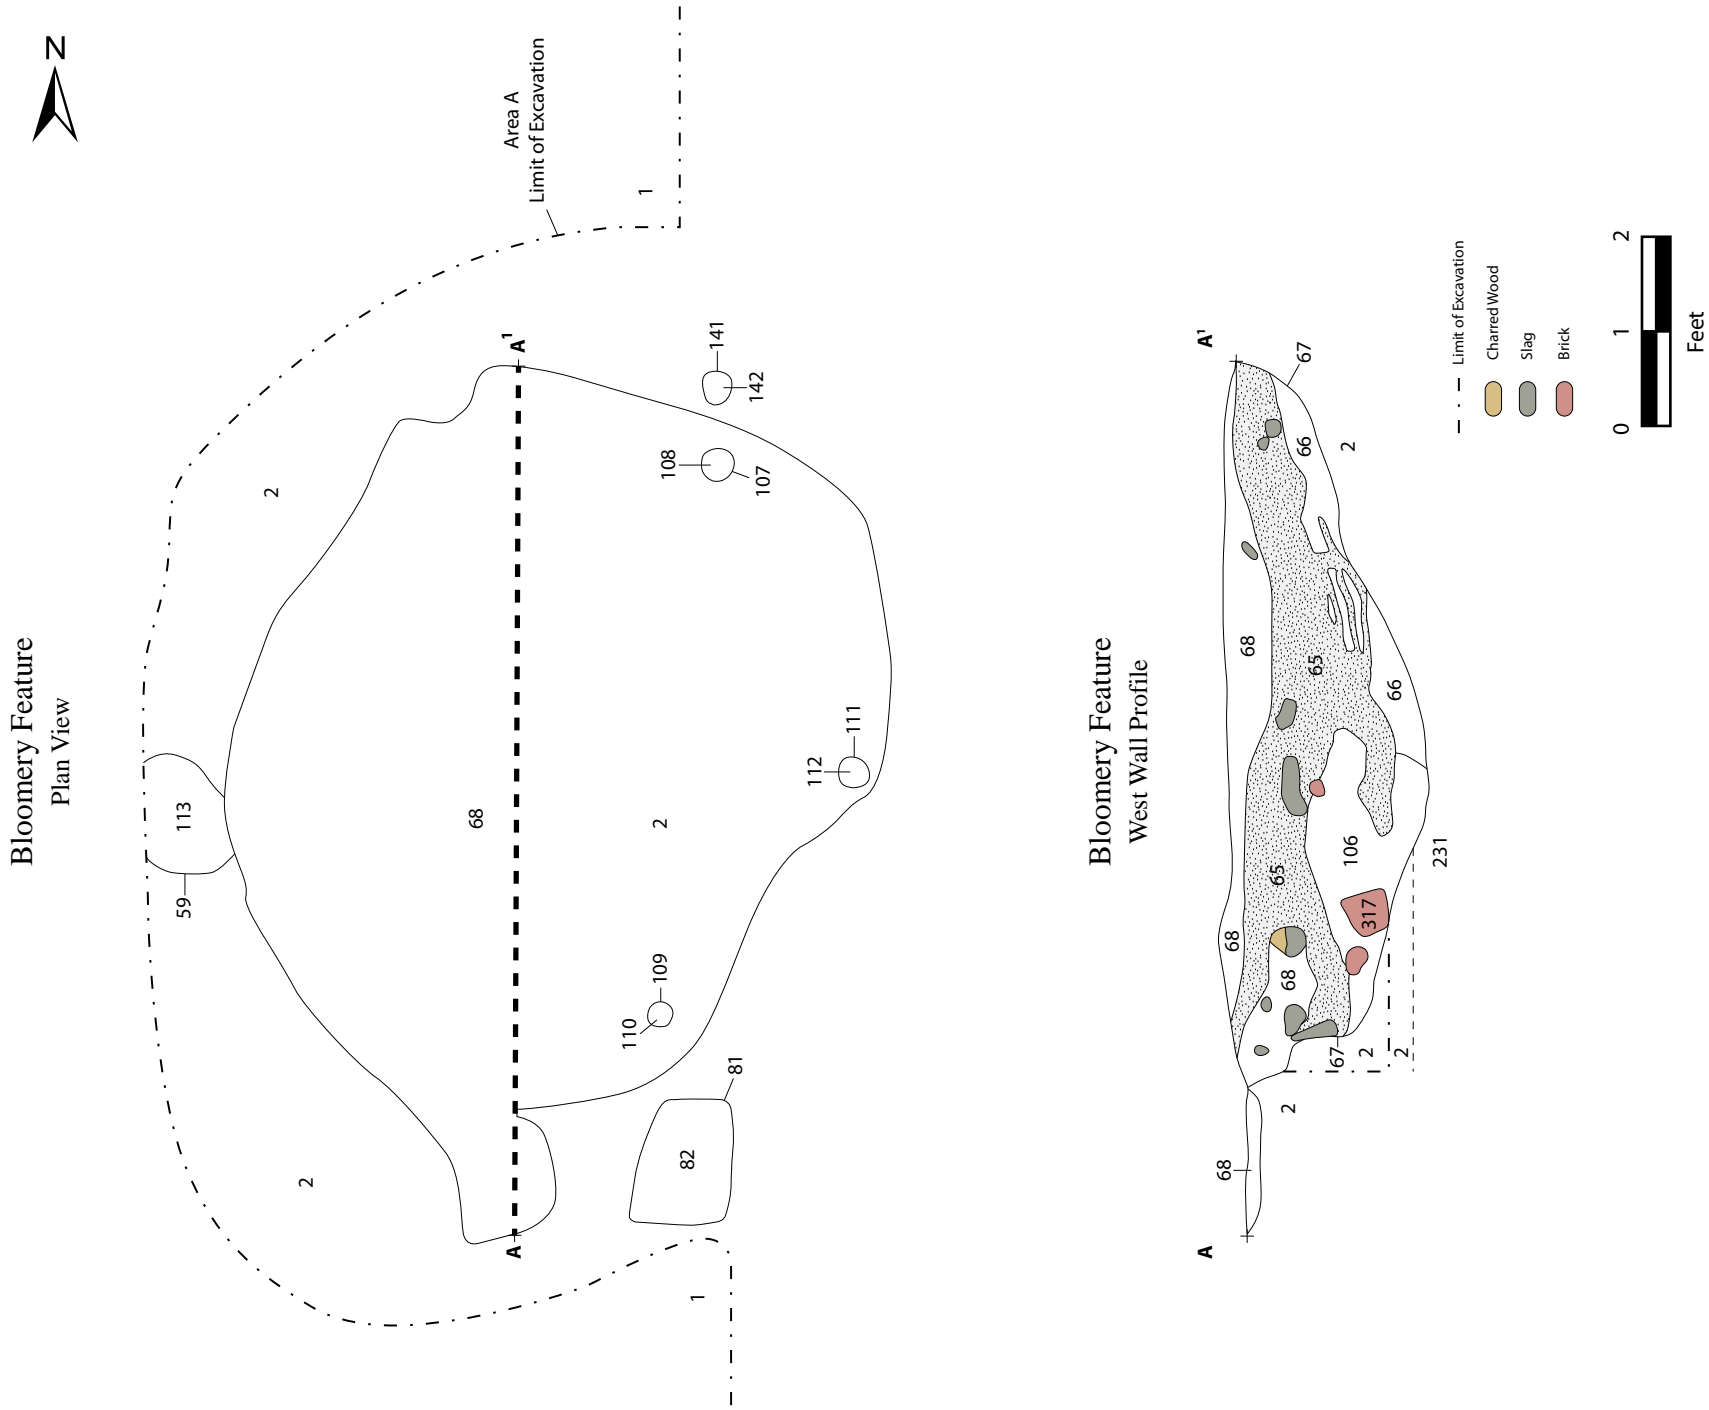 N
Bloomery Feature
Plan View
Area A
Limit of Excavation
1
2
A¹
141
142
108
107
113
59
68
2
112
111
109
110
81
82
2
A
1
Bloomery Feature
West Wall Profile
A¹
67
66
2
68
65
66
106
65
317
231
68
68
67
2
2
2
68
A
Limit of Excavation
Charred Wood
Slag
Brick
0
1
2
Feet